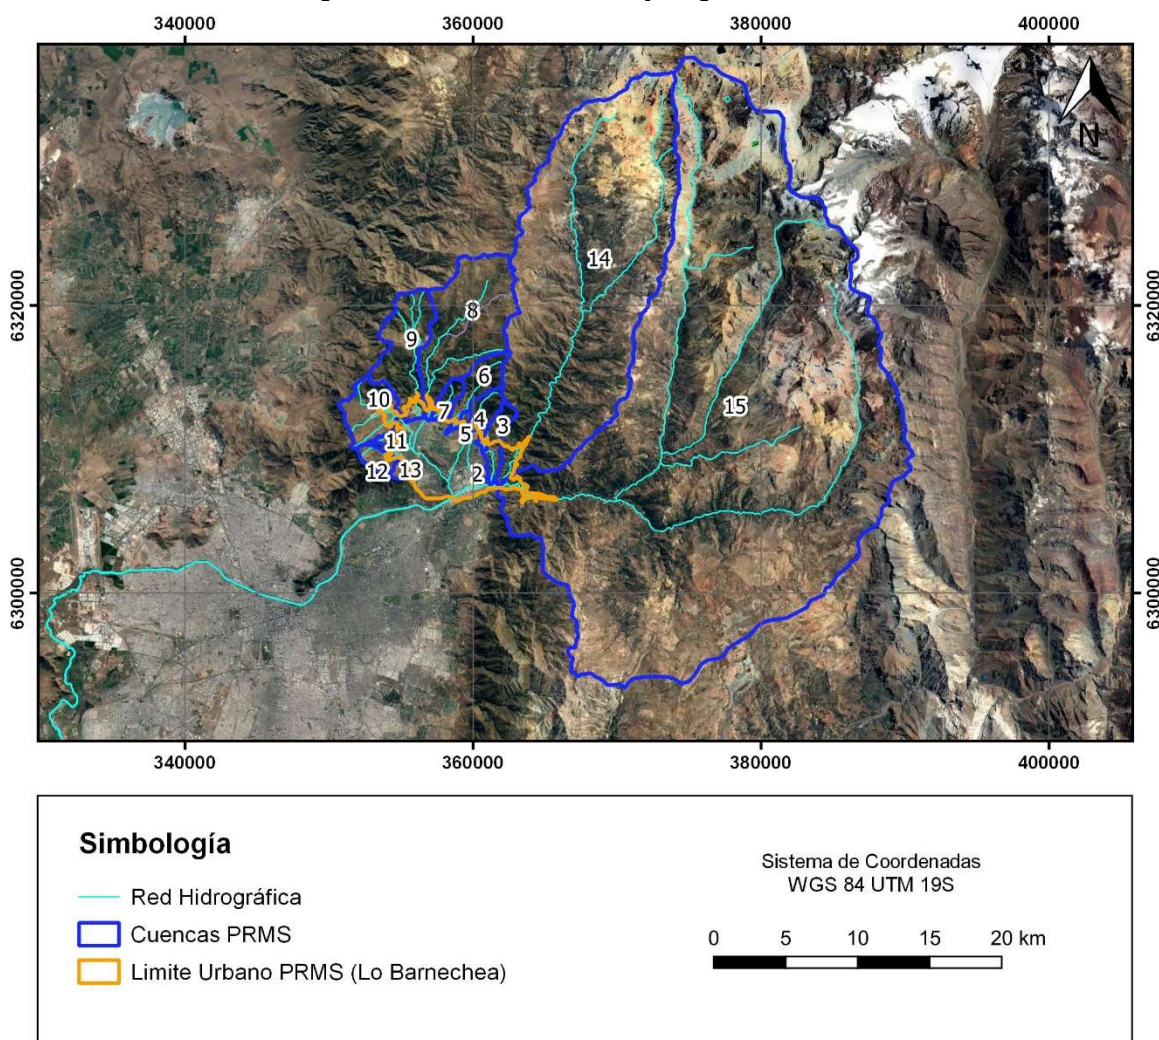 340000 360000 380000 400000
N
14
6320000 6320000
8
9
6
15
10
7
4
3
5
11
12 13
2
6300000 6300000
340000 360000 380000 400000
Simbología
Sistema de Coordenadas
WGS 84 UTM 19S
Red Hidrográfica
Cuencas PRMS
0 5 10 15 20 km
Limite Urbano PRMS (Lo Barnechea)